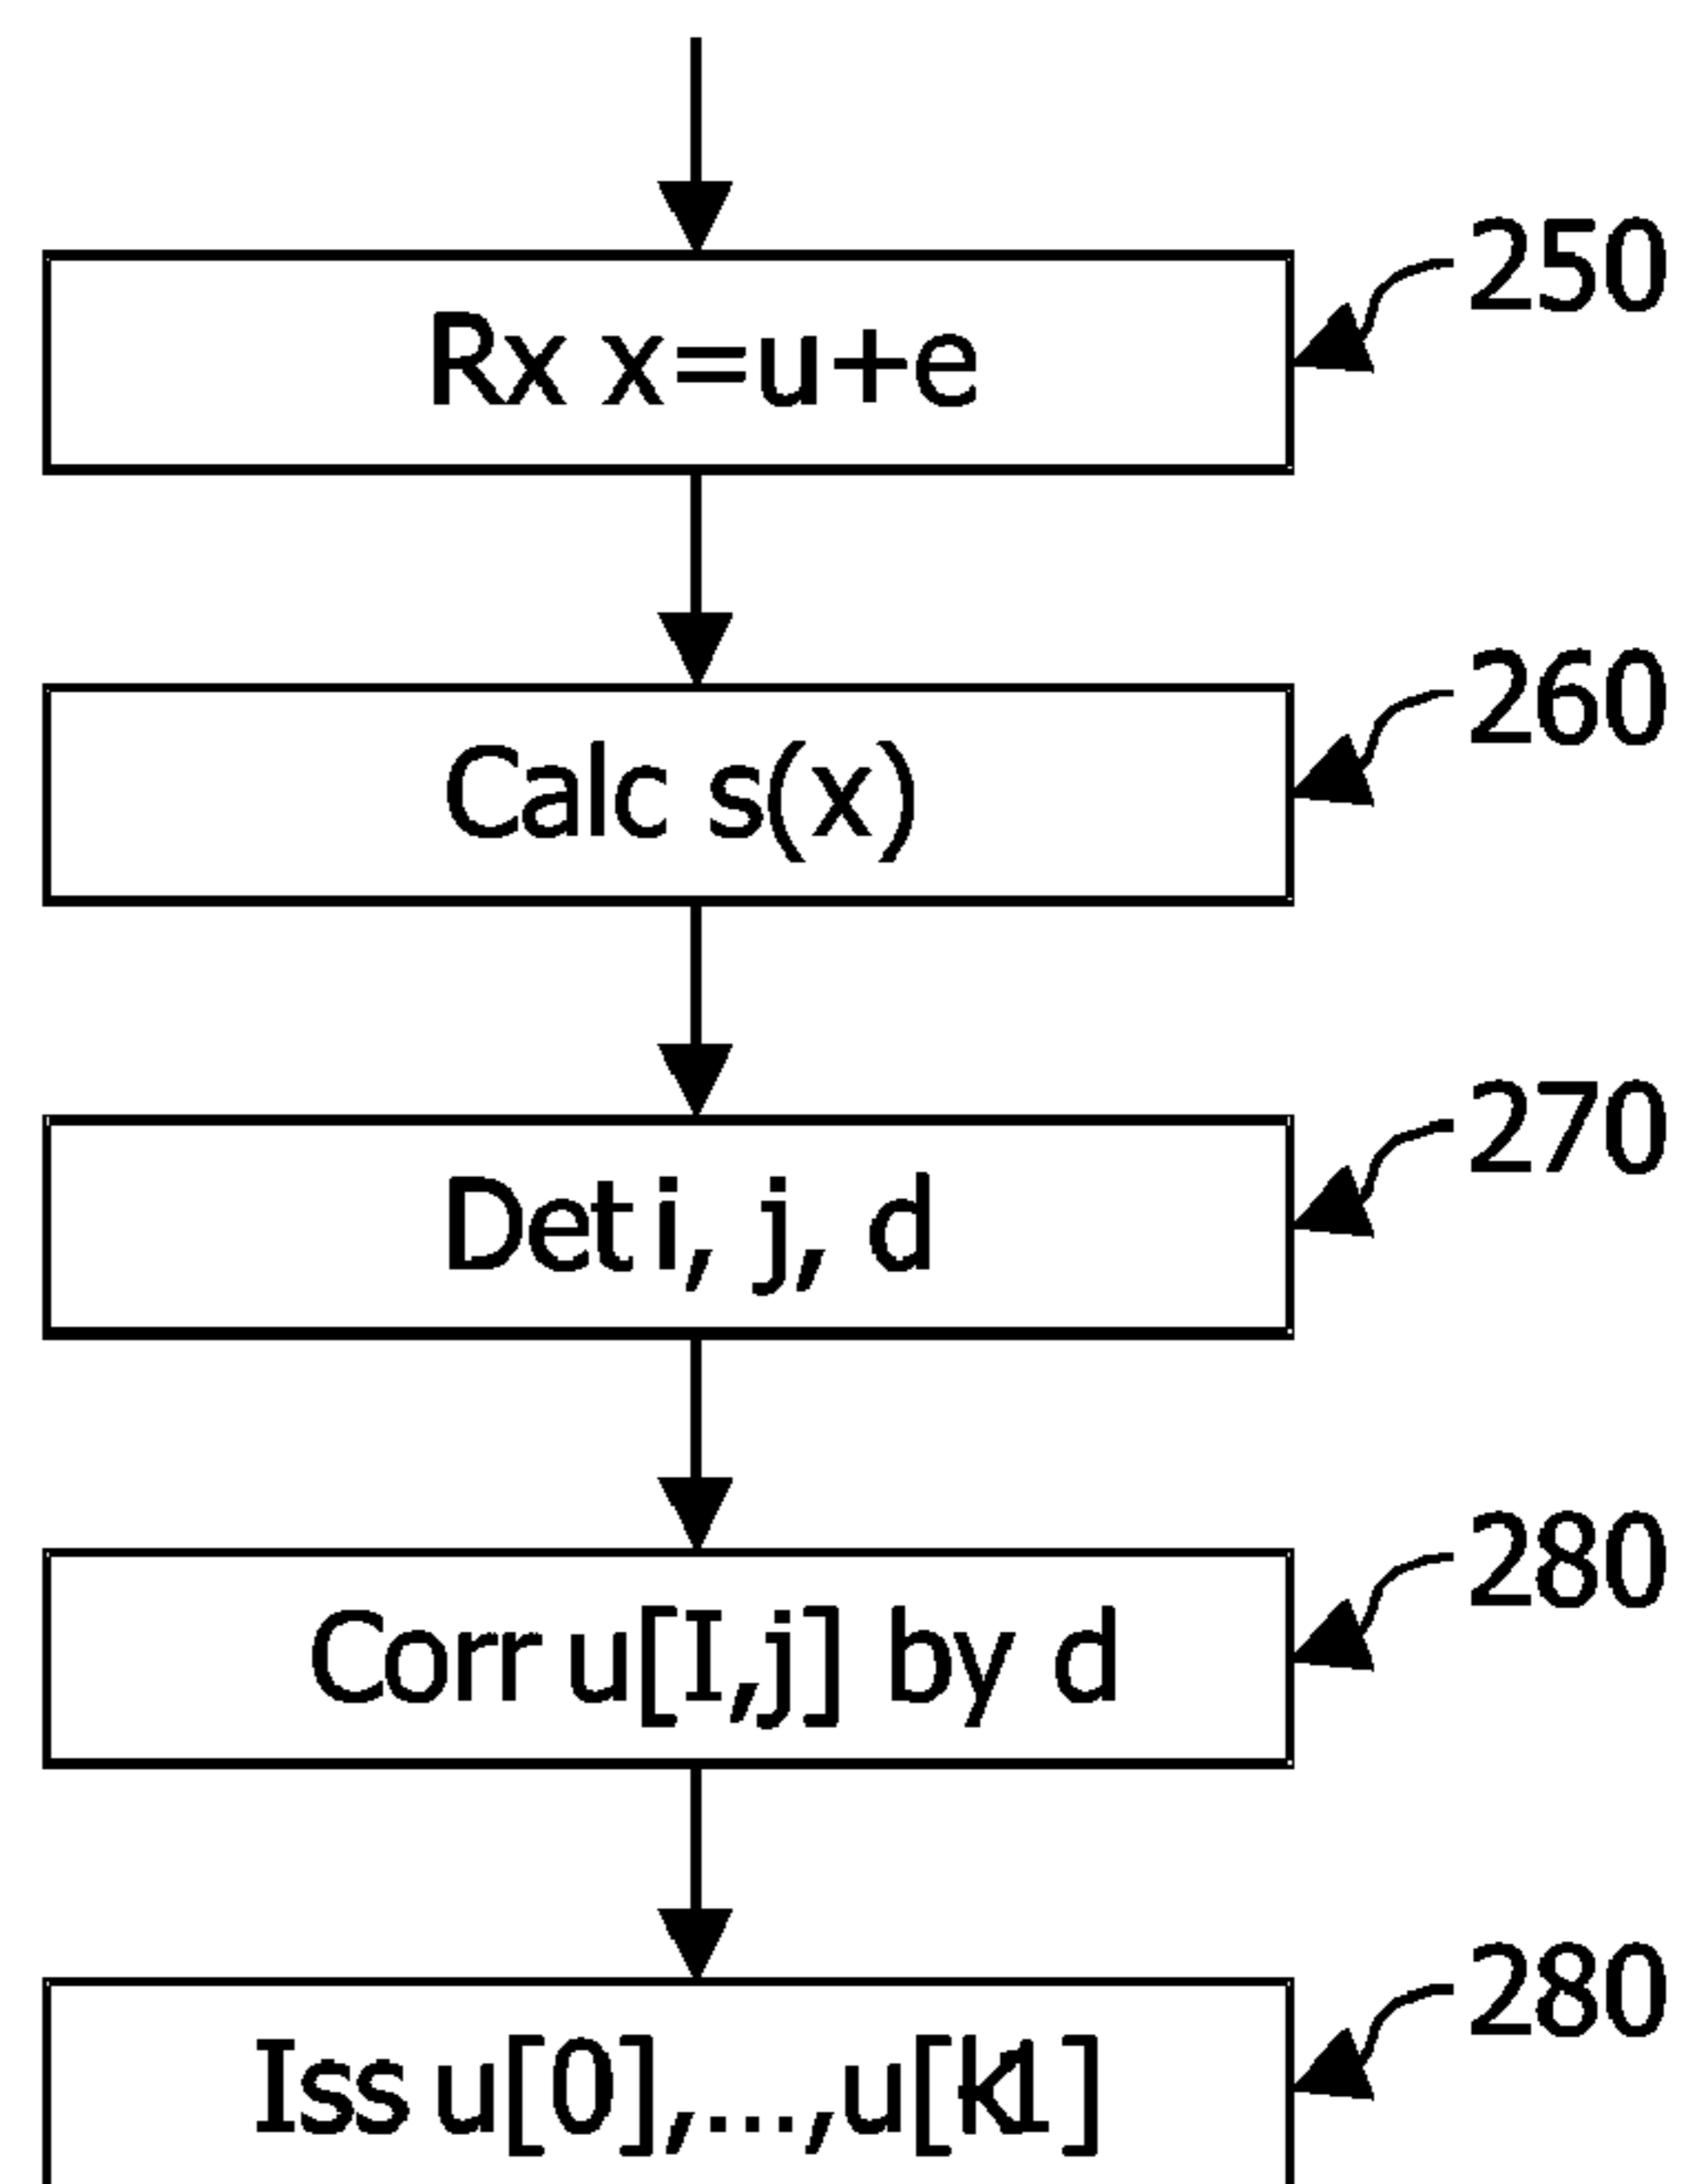 250
Rx x=u+e
260
Calc s(x)
270
Det i, j, d
280
Corr u[I,j] by d
280
Iss u[0],...,u[k1]